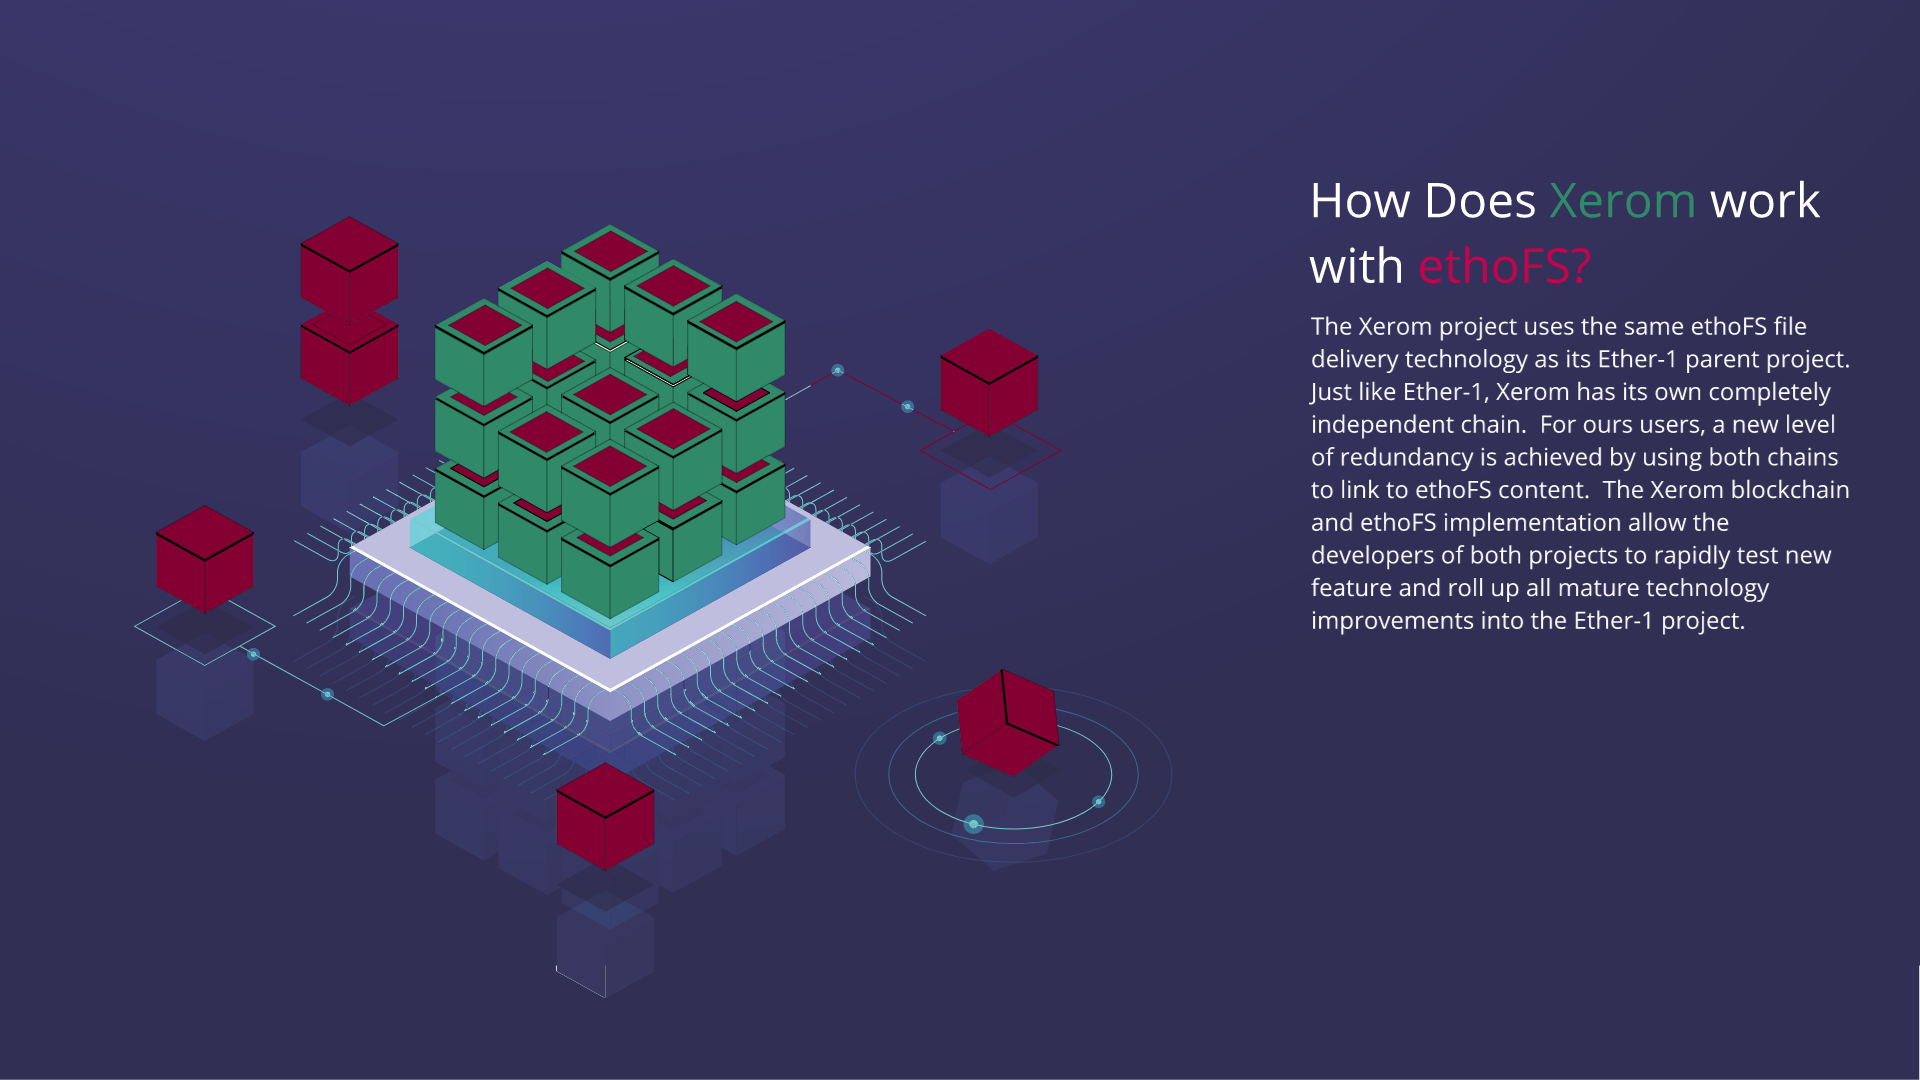 How Does Xerom work
with ethoFS?
The Xerom project uses the same ethoFS file
delivery technology as its Ether-1 parent project.
Just like Ether-1, Xerom has its own completely
independent chain.  For ours users, a new level
of redundancy is achieved by using both chains
to link to ethoFS content.  The Xerom blockchain
and ethoFS implementation allow the
developers of both projects to rapidly test new
feature and roll up all mature technology
improvements into the Ether-1 project.